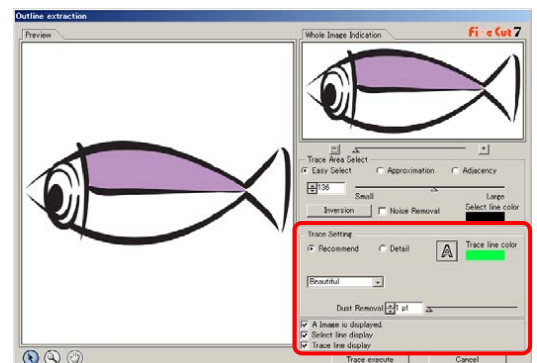 Outline extraction
Preview
Whole Image Indication
Fine Cut 7
Trace Area Select
Easy Select Approximation Adjacency
136
Small Large
Inversion Noise Removal Select line color
Trace Setting
Recommend Detail A Trace line color
Beautiful
Dust Removal 1 pt
A Image is displayed.
Select line display
Trace line display
Trace execute Cancel